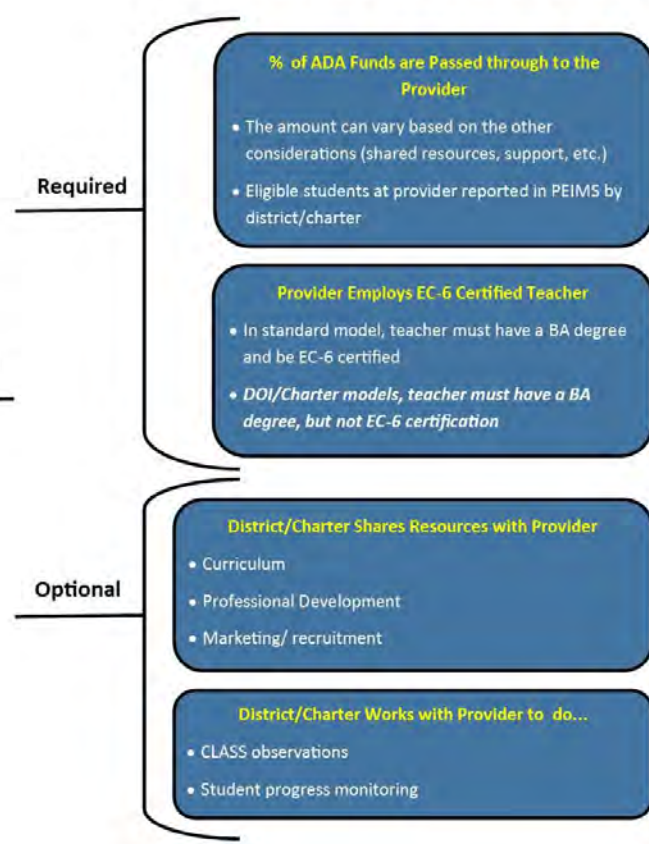 Required
% of ADA Funds are Passed through to the
Provider
• The amount can vary based on the other
considerations (shared resources, support, etc.)
• Eligible students at provider reported in PEIMS by
district/charter
Provider Employs EC-6 Certified Teacher
• In standard model, teacher must have a BA degree
and be EC-6 certified
• DOI/Charter models, teacher must have a BA
degree, but not EC-6 certification
Optional
District/Charter Shares Resources with Provider
• Curriculum
• Professional Development
• Marketing/ recruitment
District/Charter Works with Provider to do...
• CLASS observations
• Student progress monitoring